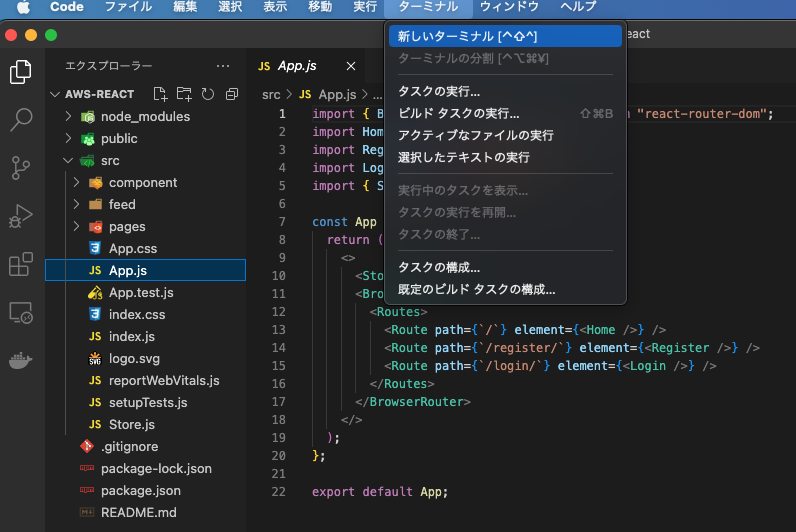 Code ファイル 編集 選択 表示 移動 実行 ターミナル ウィンドウ ヘルプ
新しいターミナル [^⇧^]
ターミナルの分割 [^⌥⌘¥]
タスクの実行...
ビルド タスクの実行... ⇧⌘B
アクティブなファイルの実行
選択したテキストの実行
実行中のタスクを表示...
タスクの実行を再開...
タスクの終了...
タスクの構成...
既定のビルド タスクの構成...
エクスプローラー ...
AWS-REACT
node_modules
public
src
component
feed
pages
App.css
JS App.js
App.test.js
index.css
JS index.js
logo.svg
JS reportWebVitals.js
JS setupTests.js
JS Store.js
.gitignore
package-lock.json
package.json
README.md
JS App.js ×
src > JS App.js > ...
1 import { B "react-router-dom";
2 import Hom
3 import Reg
4 import Log
5 import { S
6
7 const App
8 return (
9 <>
10 <Sto
11 <Bro
12 <Routes>
13 <Route path={`/`} element={<Home />} />
14 <Route path={`/register/`} element={<Register />} />
15 <Route path={`/login/`} element={<Login />} />
16 </Routes>
17 </BrowserRouter>
18 </>
19 );
20 };
21
22 export default App;